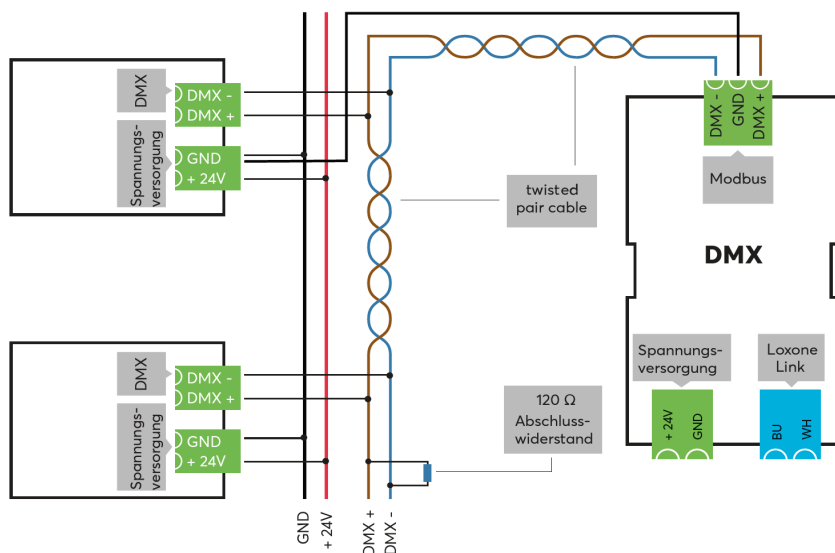 DMX
DMX -
DMX +
Spannungs-
versorgung
GND
+ 24V
DMX
DMX -
DMX +
Spannungs-
versorgung
GND
+ 24V
GND
+ 24V
DMX +
DMX -
twisted
pair cable
120 Ω
Abschluss-
widerstand
DMX -
GND
DMX +
Modbus
DMX
Spannungs-
versorgung
+ 24V
GND
Loxone
Link
BU
WH